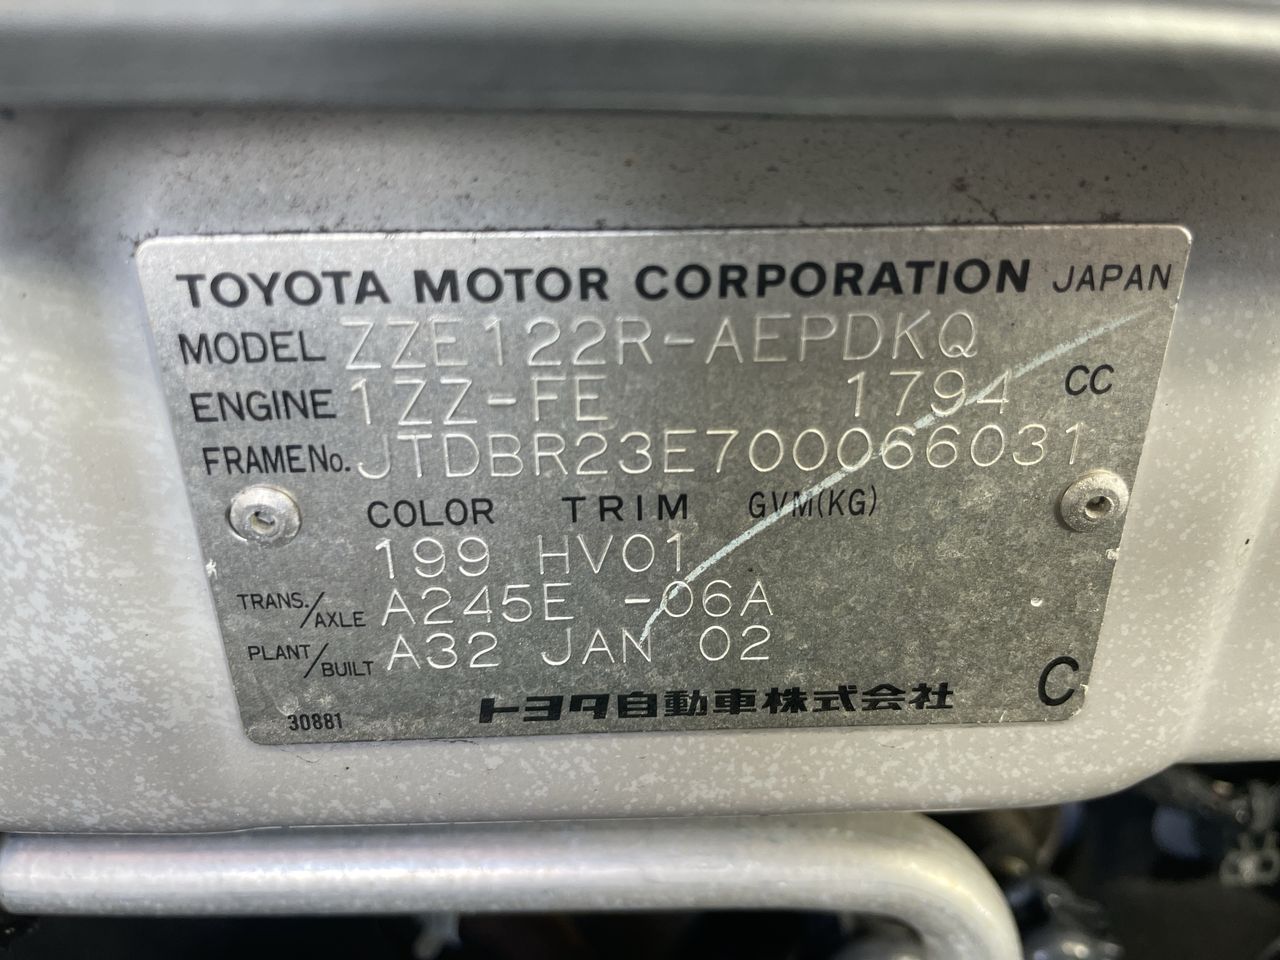 TOYOTA MOTOR CORPORATION JAPAN
MODEL ZZE122R-AEPDKQ
ENGINE 1ZZ-FE 1794 CC
FRAME No. JTDBR23E700066031
COLOR TRIM GVM(KG)
199 HV01
TRANS./AXLE A245E -06A
PLANT/BUILT A32 JAN 02
トヨタ自動車株式会社 C
30881